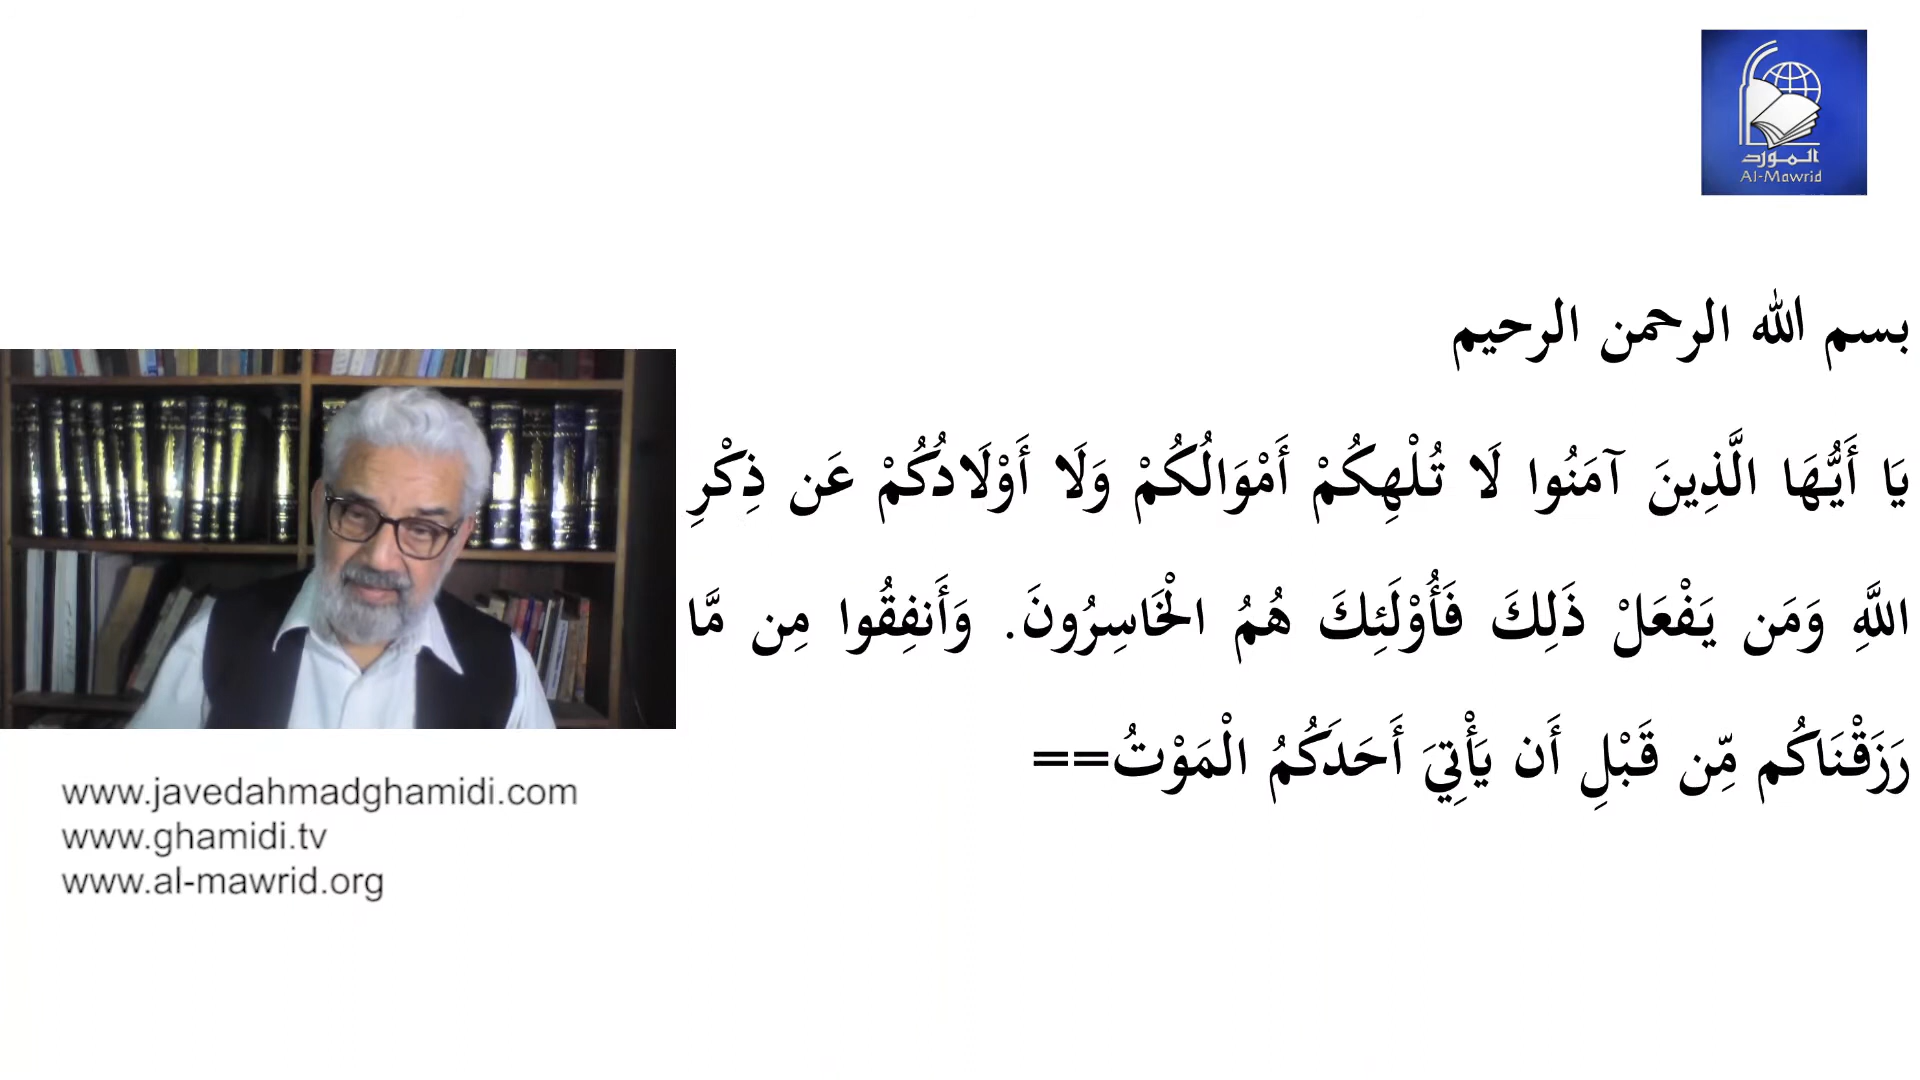 المورد
Al-Mawrid
بسم الله الرحمن الرحيم
يَا أَيُّهَا الَّذِينَ آمَنُوا لَا تُلْهِكُمْ أَمْوَالُكُمْ وَلَا أَوْلَادُكُمْ عَن ذِكْرِ
اللَّهِ وَمَن يَفْعَلْ ذَلِكَ فَأُوْلَئِكَ هُمُ الْخَاسِرُونَ. وَأَنفِقُوا مِن مَّا
رَزَقْنَاكُم مِّن قَبْلِ أَن يَأْتِيَ أَحَدَكُمُ الْمَوْتُ==
www.javedahmadghamidi.com
www.ghamidi.tv
www.al-mawrid.org